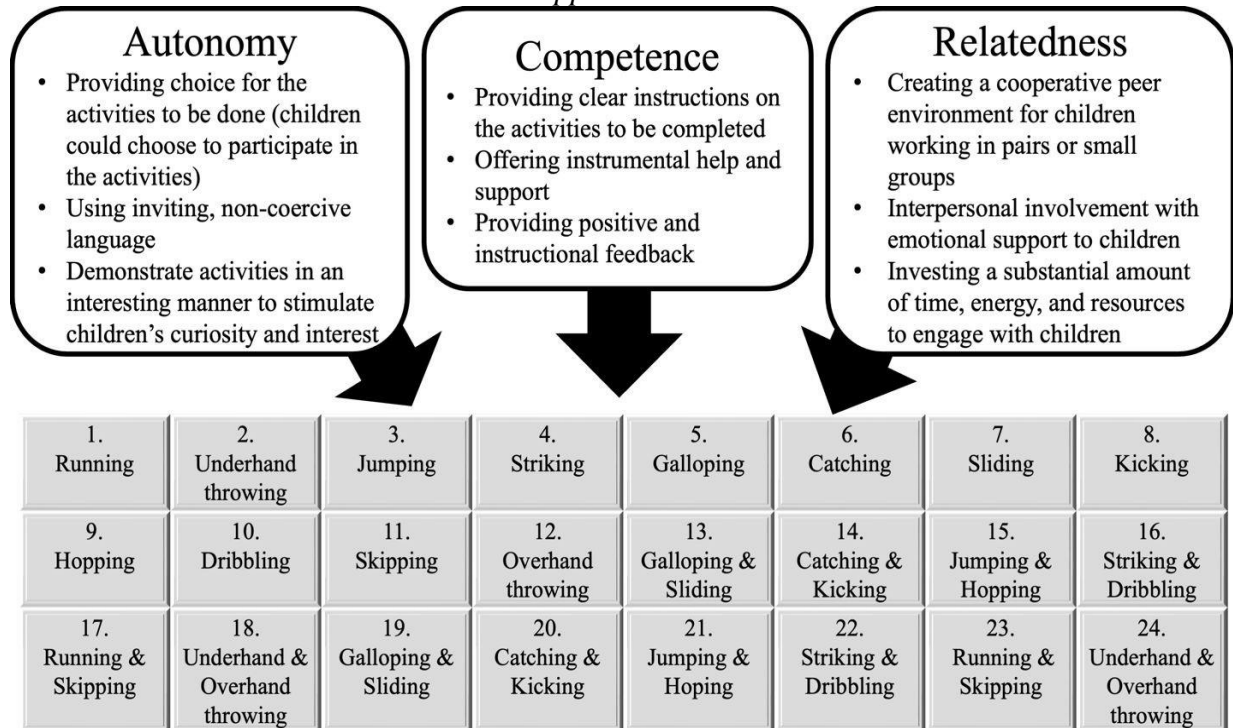 Autonomy
• Providing choice for the
activities to be done (children
could choose to participate in
the activities)
• Using inviting, non-coercive
language
• Demonstrate activities in an
interesting manner to stimulate
children’s curiosity and interest
Competence
• Providing clear instructions on
the activities to be completed
• Offering instrumental help and
support
• Providing positive and
instructional feedback
Relatedness
• Creating a cooperative peer
environment for children
working in pairs or small
groups
• Interpersonal involvement with
emotional support to children
• Investing a substantial amount
of time, energy, and resources
to engage with children
1.
Running
2.
Underhand
throwing
3.
Jumping
4.
Striking
5.
Galloping
6.
Catching
7.
Sliding
8.
Kicking
9.
Hopping
10.
Dribbling
11.
Skipping
12.
Overhand
throwing
13.
Galloping &
Sliding
14.
Catching &
Kicking
15.
Jumping &
Hopping
16.
Striking &
Dribbling
17.
Running &
Skipping
18.
Underhand &
Overhand
throwing
19.
Galloping &
Sliding
20.
Catching &
Kicking
21.
Jumping &
Hoping
22.
Striking &
Dribbling
23.
Running &
Skipping
24.
Underhand &
Overhand
throwing